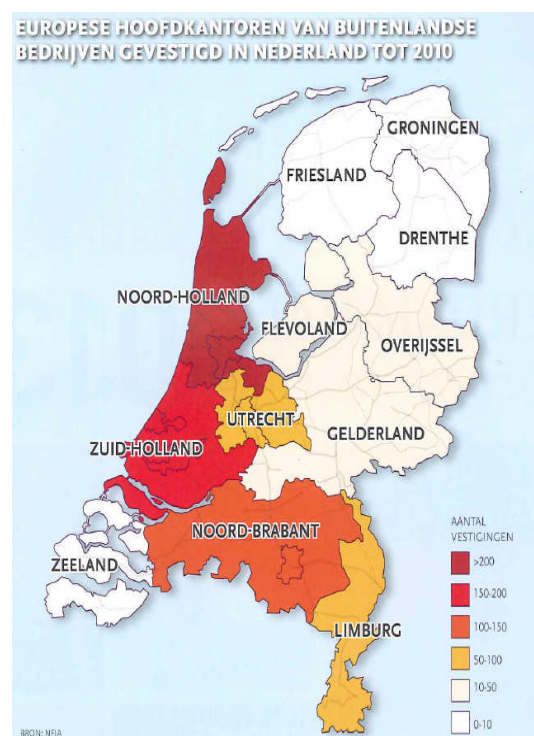 EUROPESE HOOFDKANTOREN VAN BUITENLANDSE
BEDRIJVEN GEVESTIGD IN NEDERLAND TOT 2010
GRONINGEN
FRIESLAND
DRENTHE
NOORD-HOLLAND
FLEVOLAND
OVERIJSSEL
UTRECHT
GELDERLAND
ZUID-HOLLAND
NOORD-BRABANT
ZEELAND
LIMBURG
AANTAL
VESTIGINGEN
>200
150-200
100-150
50-100
10-50
0-10
BRON: NFIA